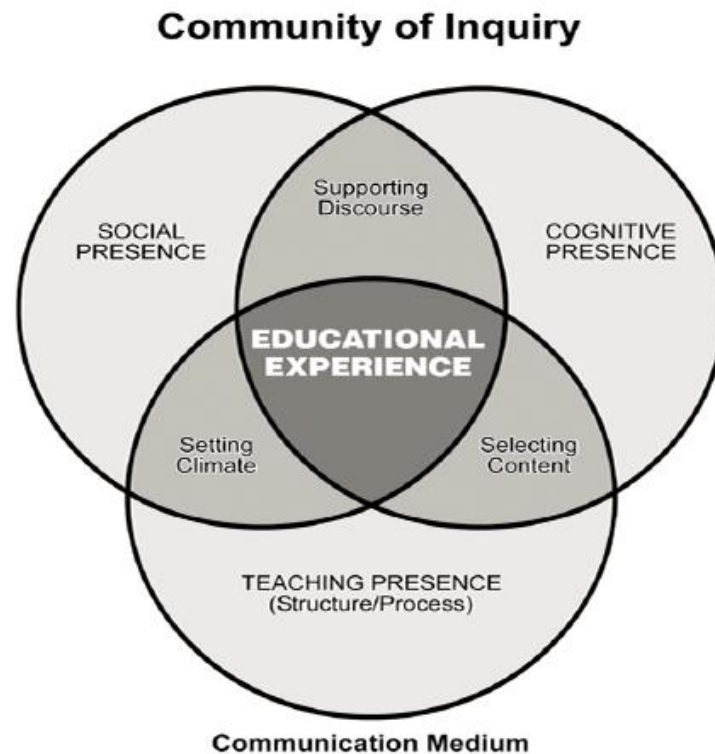 Community of Inquiry
Supporting
Discourse
SOCIAL
PRESENCE
COGNITIVE
PRESENCE
EDUCATIONAL
EXPERIENCE
Setting
Climate
Selecting
Content
TEACHING PRESENCE
(Structure/Process)
Communication Medium